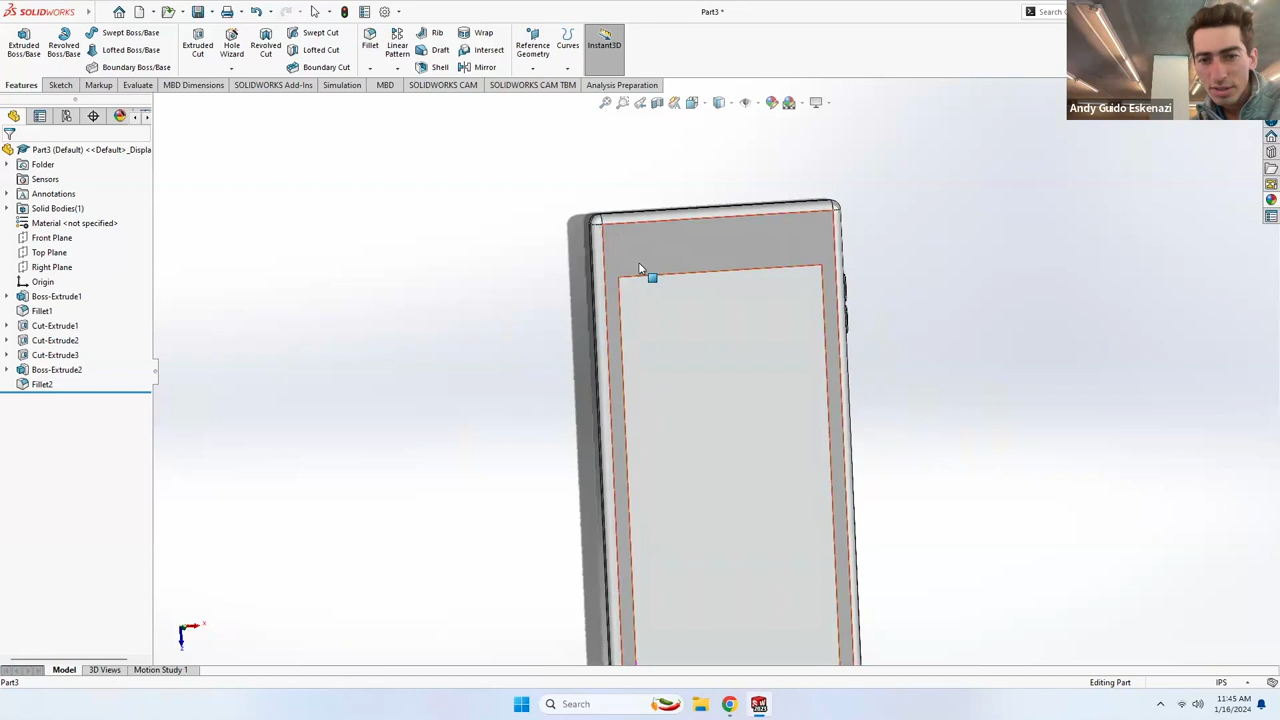 SOLIDWORKS
Part3 *
Search Co
Extruded Boss/Base
Revolved Boss/Base
Swept Boss/Base
Lofted Boss/Base
Boundary Boss/Base
Extruded Cut
Hole Wizard
Revolved Cut
Swept Cut
Lofted Cut
Boundary Cut
Fillet
Linear Pattern
Rib
Draft
Shell
Wrap
Intersect
Mirror
Reference Geometry
Curves
Instant3D
Features
Sketch
Markup
Evaluate
MBD Dimensions
SOLIDWORKS Add-Ins
Simulation
MBD
SOLIDWORKS CAM
SOLIDWORKS CAM TBM
Analysis Preparation
Andy Guido Eskenazi
Part3 (Default) <<Default>_Displa
Folder
Sensors
Annotations
Solid Bodies(1)
Material <not specified>
Front Plane
Top Plane
Right Plane
Origin
Boss-Extrude1
Fillet1
Cut-Extrude1
Cut-Extrude2
Cut-Extrude3
Boss-Extrude2
Fillet2
x
z
Model
3D Views
Motion Study 1
Part3
Editing Part
IPS
Search
11:45 AM
1/16/2024